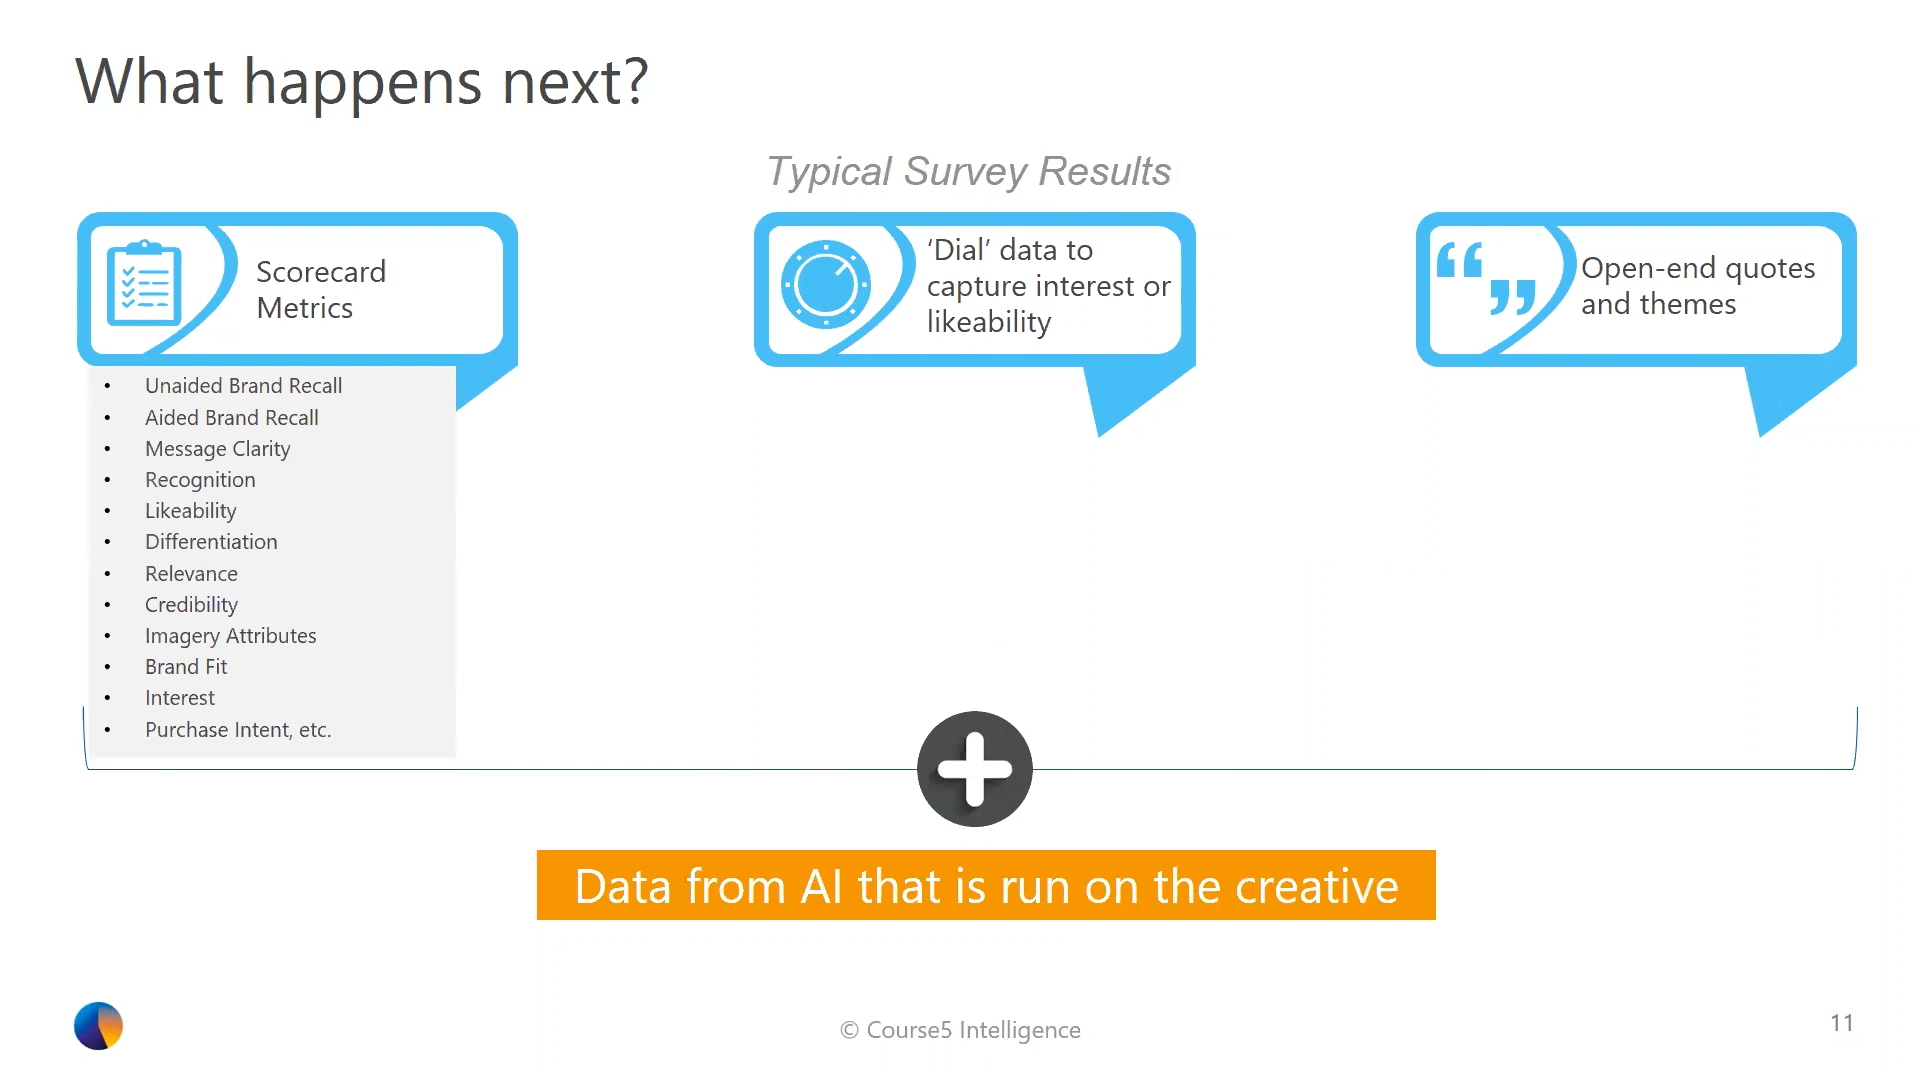 What happens next?
Typical Survey Results
Scorecard
Metrics
‘Dial’ data to
capture interest or
likeability
Open-end quotes
and themes
• Unaided Brand Recall
• Aided Brand Recall
• Message Clarity
• Recognition
• Likeability
• Differentiation
• Relevance
• Credibility
• Imagery Attributes
• Brand Fit
• Interest
• Purchase Intent, etc.
Data from AI that is run on the creative
© Course5 Intelligence
11